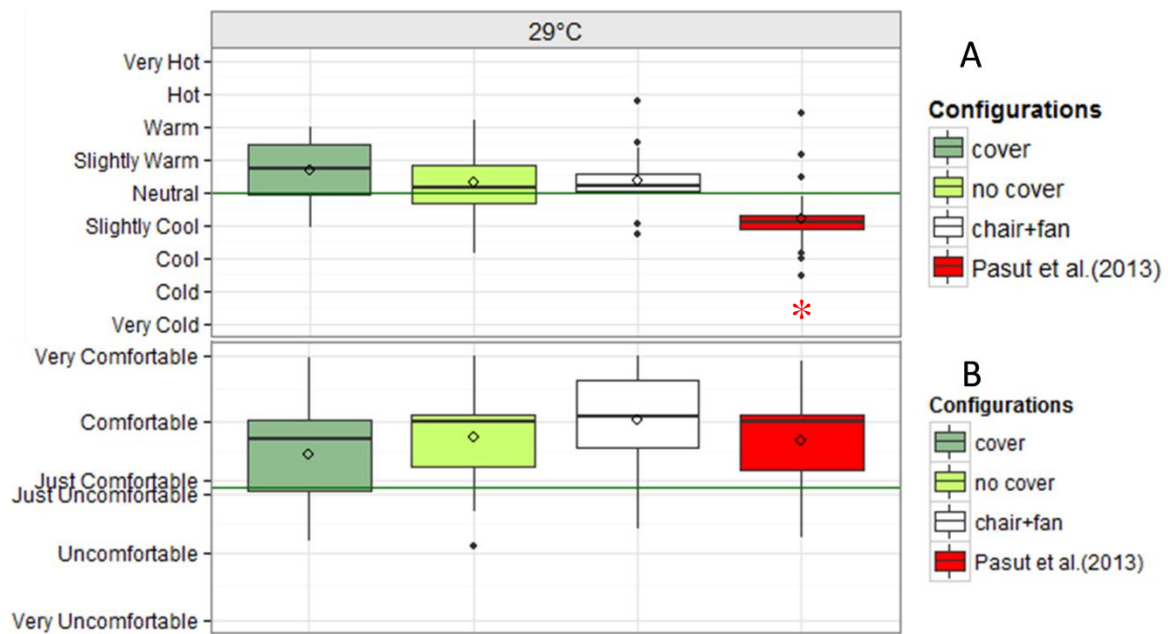 29°C
Very Hot
Hot
Warm
Slightly Warm
Neutral
Slightly Cool
Cool
Cold
Very Cold
*
A
Configurations
cover
no cover
chair+fan
Pasut et al.(2013)
Very Comfortable
Comfortable
Just Comfortable
Just Uncomfortable
Uncomfortable
Very Uncomfortable
B
Configurations
cover
no cover
chair+fan
Pasut et al.(2013)